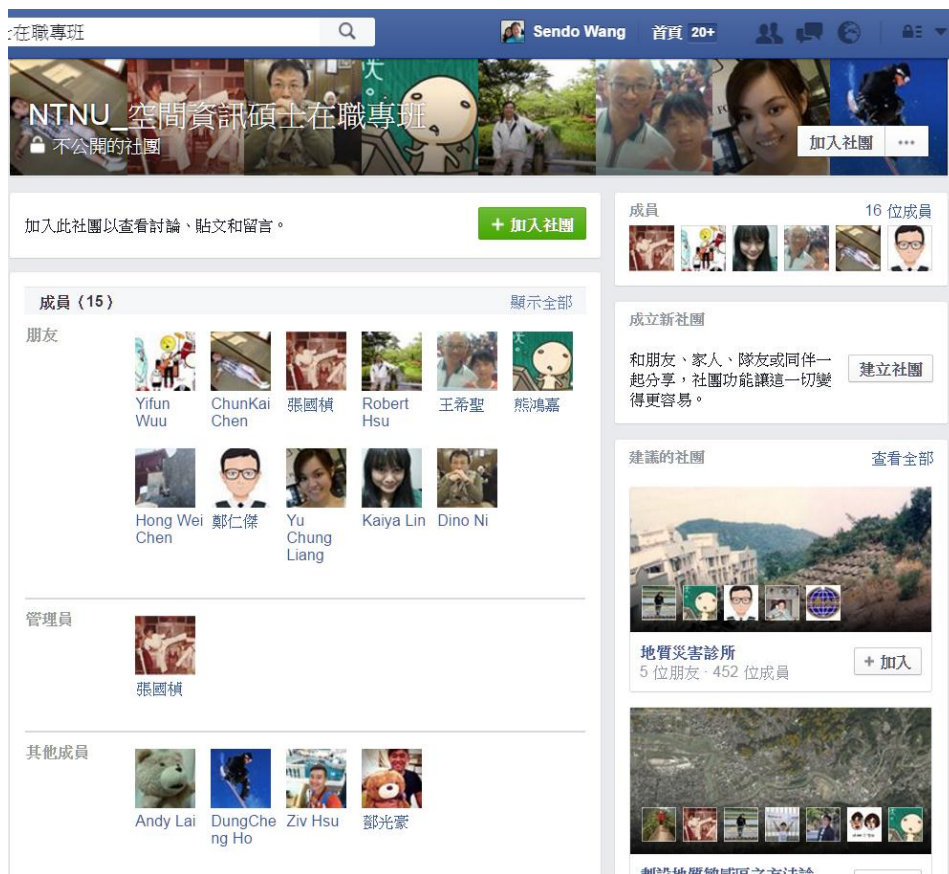 士在職專班
Sendo Wang 首頁 20+
NTNU_空間資訊碩士在職專班
不公開的社團
加入社團
加入此社團以查看討論、貼文和留言。
+ 加入社團
成員 (15)
顯示全部
朋友
Yifun Wuu
ChunKai Chen
張國楨
Robert Hsu
王希聖
熊鴻嘉
Hong Wei Chen
鄭仁傑
Yu Chung Liang
Kaiya Lin
Dino Ni
管理員
張國楨
其他成員
Andy Lai
DungCheng Ho
Ziv Hsu
鄧光豪
成員
16 位成員
成立新社團
和朋友、家人、隊友或同伴一
起分享，社團功能讓這一切變
得更容易。
建立社團
建議的社團
查看全部
地質災害診所
5 位朋友 · 452 位成員
+ 加入